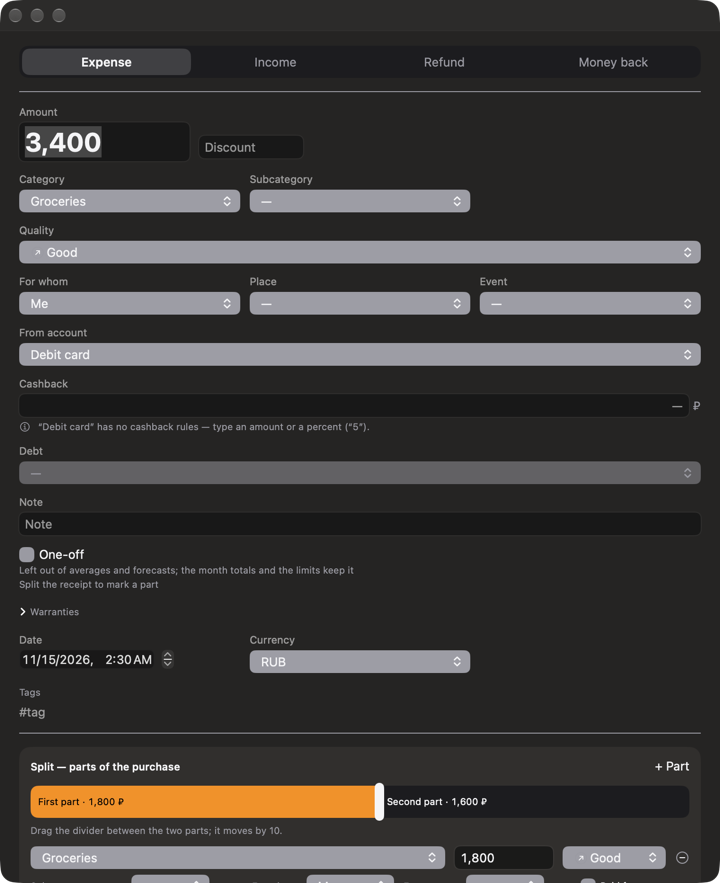 Expense Income Refund Money back
Amount
3,400 Discount
Category Subcategory
Groceries —
Quality
↗ Good
For whom Place Event
Me — —
From account
Debit card
Cashback
— ₽
"Debit card" has no cashback rules — type an amount or a percent ("5").
Debt
—
Note
Note
One-off
Left out of averages and forecasts; the month totals and the limits keep it
Split the receipt to mark a part
Warranties
Date Currency
11/15/2026, 2:30 AM RUB
Tags
#tag
Split — parts of the purchase + Part
First part · 1,800 ₽ Second part · 1,600 ₽
Drag the divider between the two parts; it moves by 10.
Groceries 1,800 ↗ Good